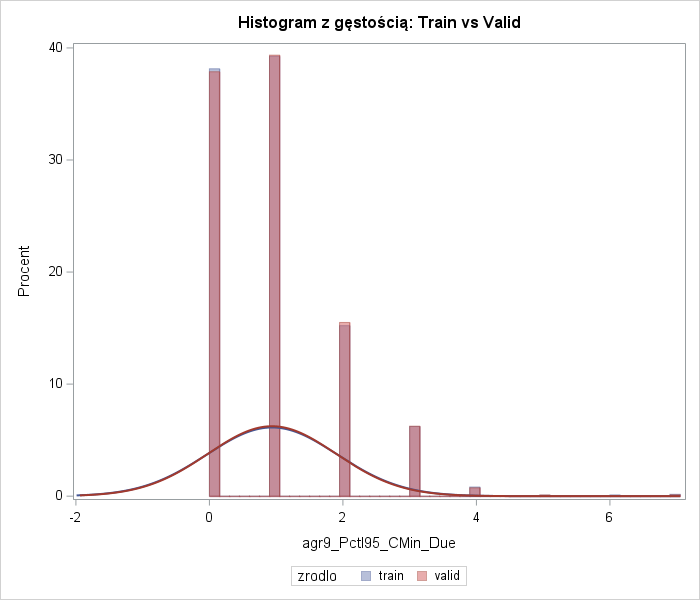 Histogram z gęstością: Train vs Valid
40
30
20
10
0
Procent
-2 0 2 4 6
agr9_Pctl95_CMin_Due
zrodlo train valid